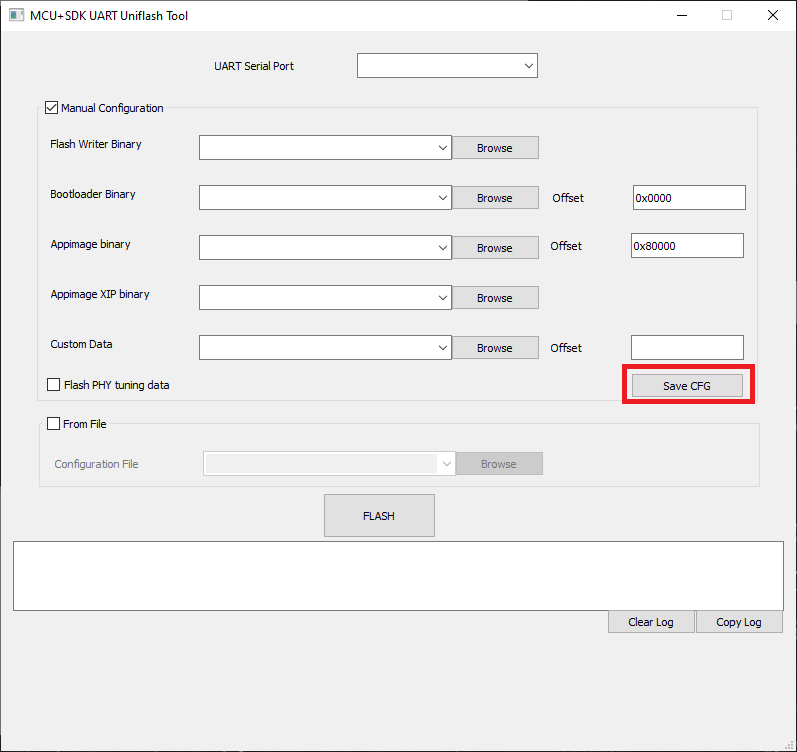 MCU+SDK UART Uniflash Tool
UART Serial Port
Manual Configuration
Flash Writer Binary
Browse
Bootloader Binary
Browse
Offset
0x0000
Appimage binary
Browse
Offset
0x80000
Appimage XIP binary
Browse
Custom Data
Browse
Offset
Flash PHY tuning data
Save CFG
From File
Configuration File
Browse
FLASH
Clear Log
Copy Log